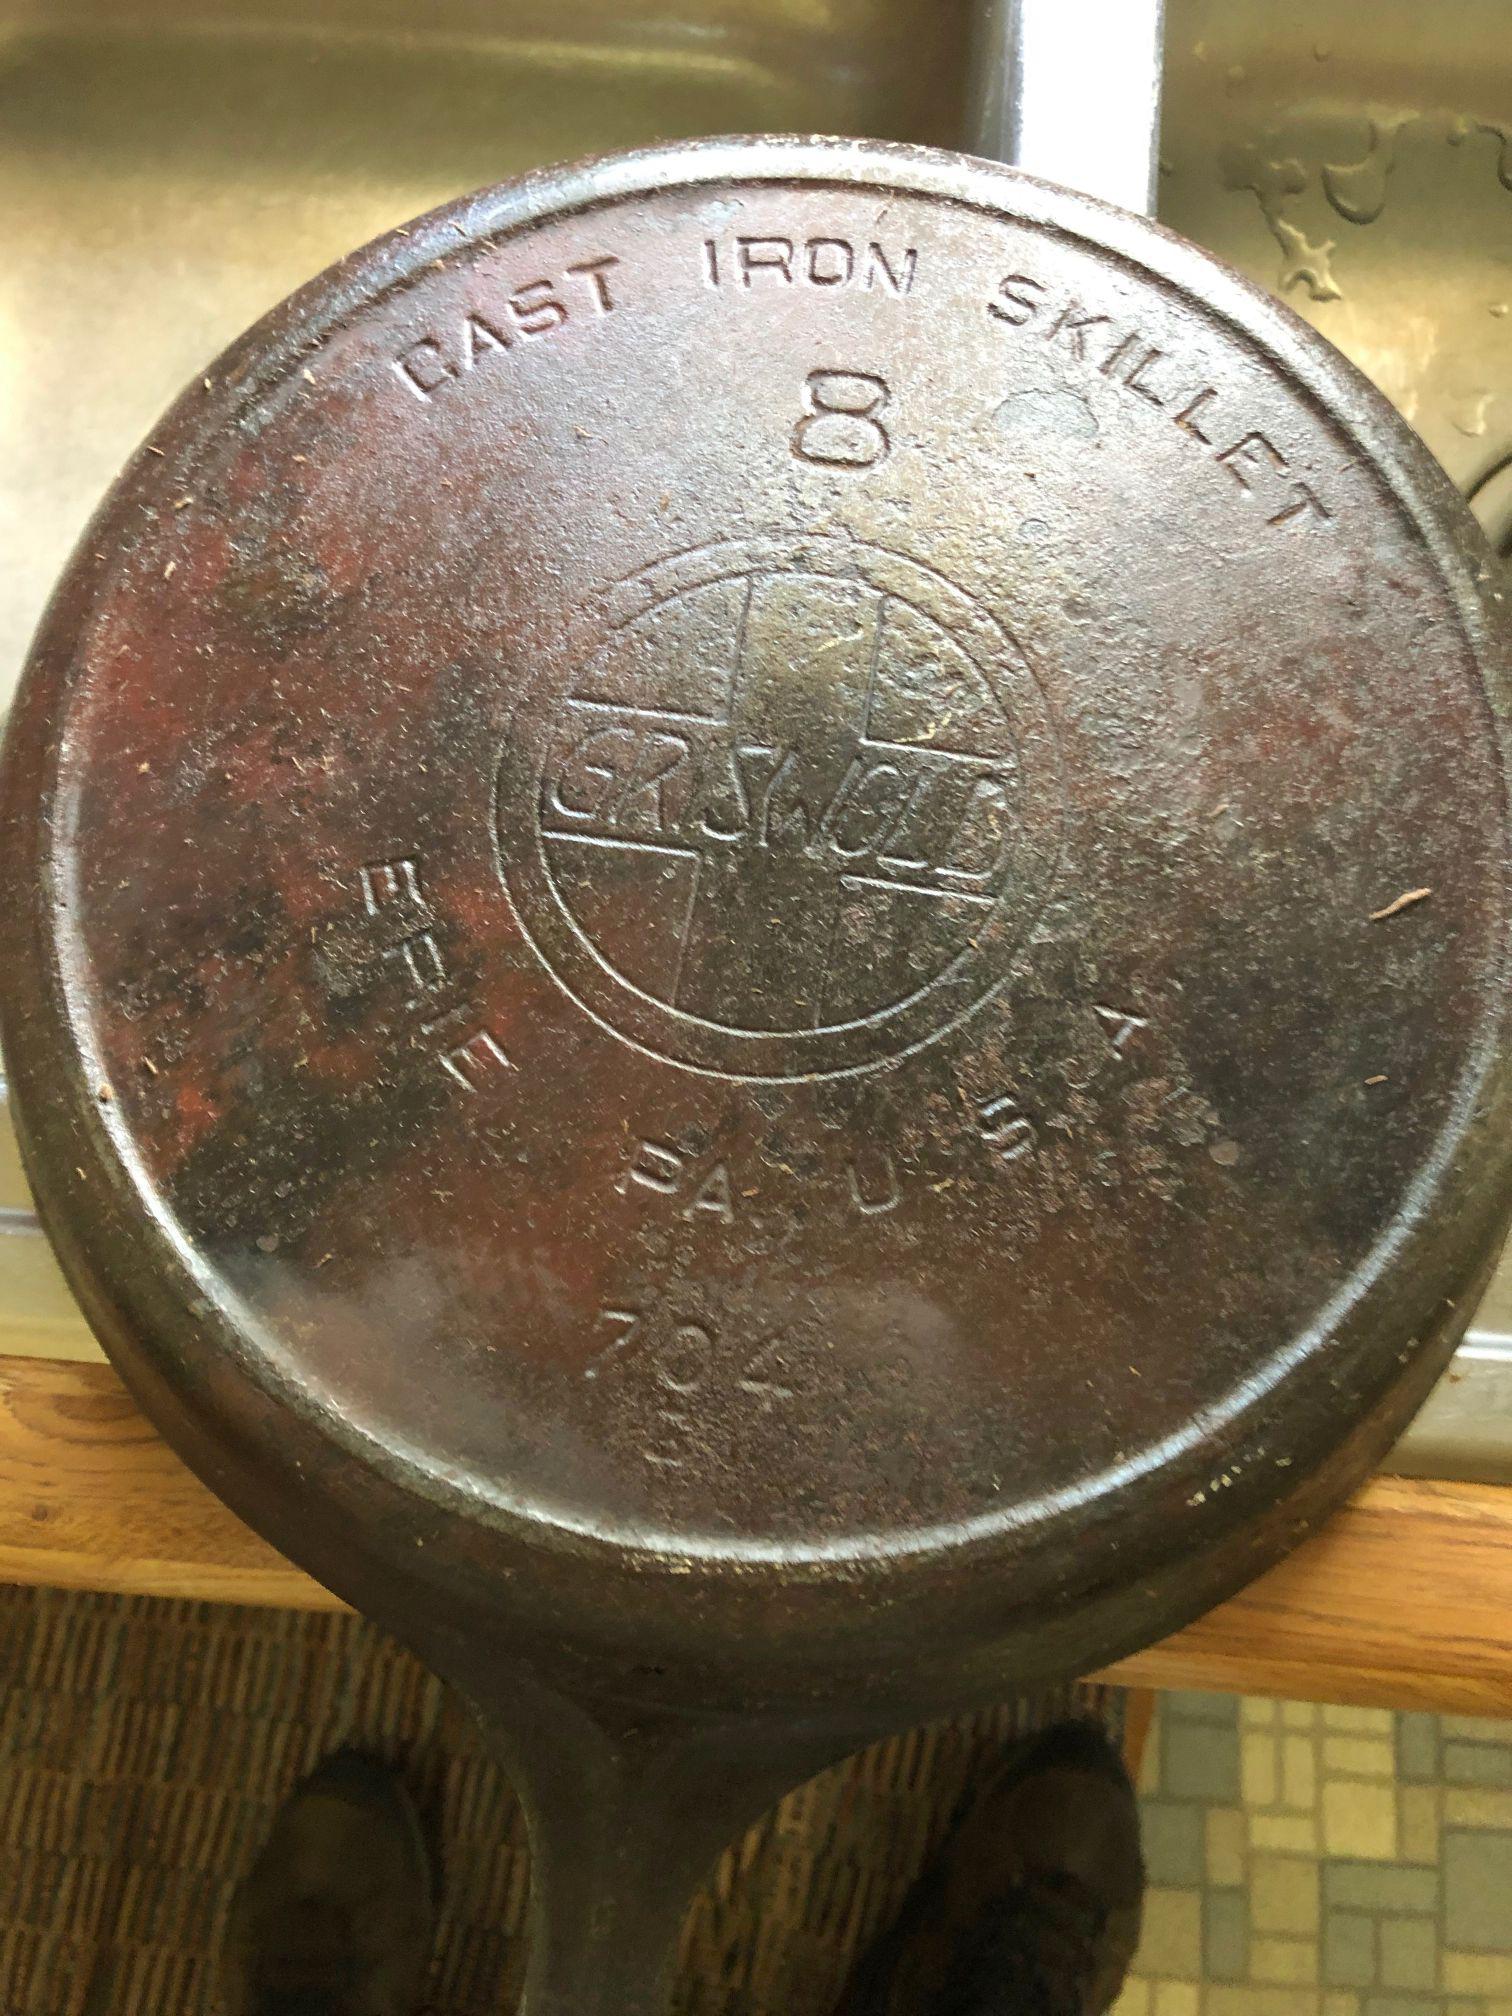 CAST IRON SKILLET
8
GRISWOLD
ERIE PA. U S A
704